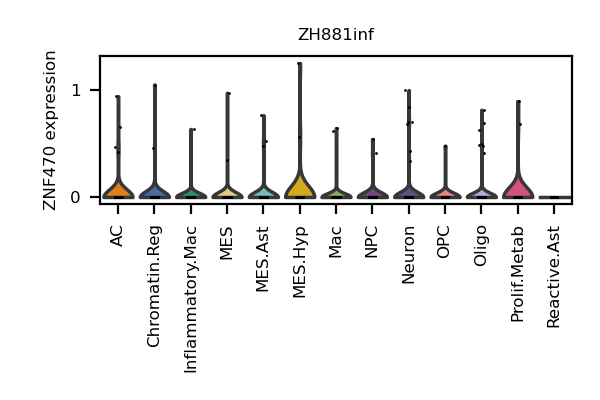 ZH881inf
ZNF470 expression
1
0
AC
Chromatin.Reg
Inflammatory.Mac
MES
MES.Ast
MES.Hyp
Mac
NPC
Neuron
OPC
Oligo
Prolif.Metab
Reactive.Ast